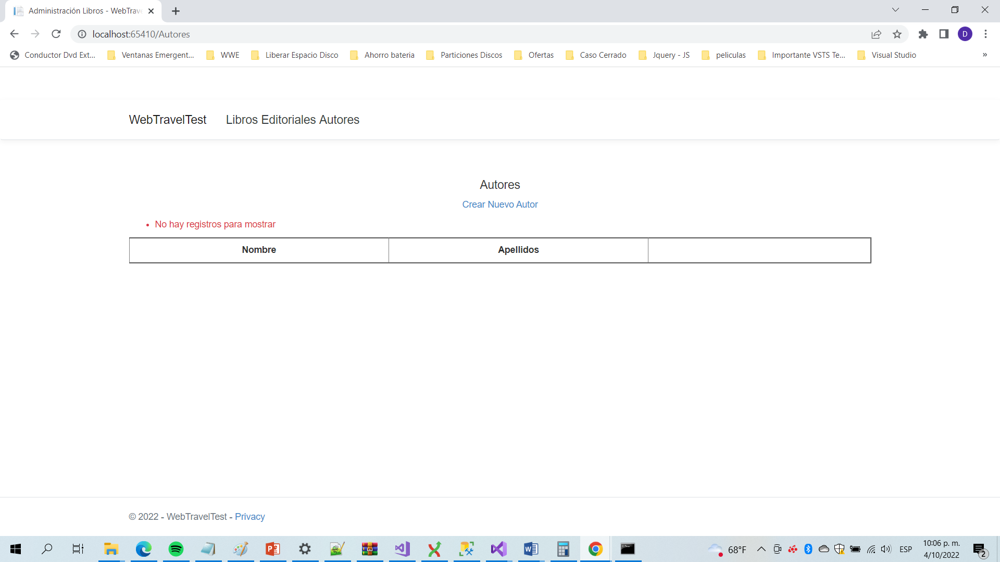 Administración Libros - WebTrave
localhost:65410/Autores
D
Conductor Dvd Ext... Ventanas Emergent... WWE Liberar Espacio Disco Ahorro bateria Particiones Discos Ofertas Caso Cerrado Jquery - JS peliculas Importante VSTS Te... Visual Studio »
WebTravelTest Libros Editoriales Autores
Autores
Crear Nuevo Autor
• No hay registros para mostrar
Nombre Apellidos
© 2022 - WebTravelTest - Privacy
68°F ESP 10:06 p. m.
4/10/2022
2